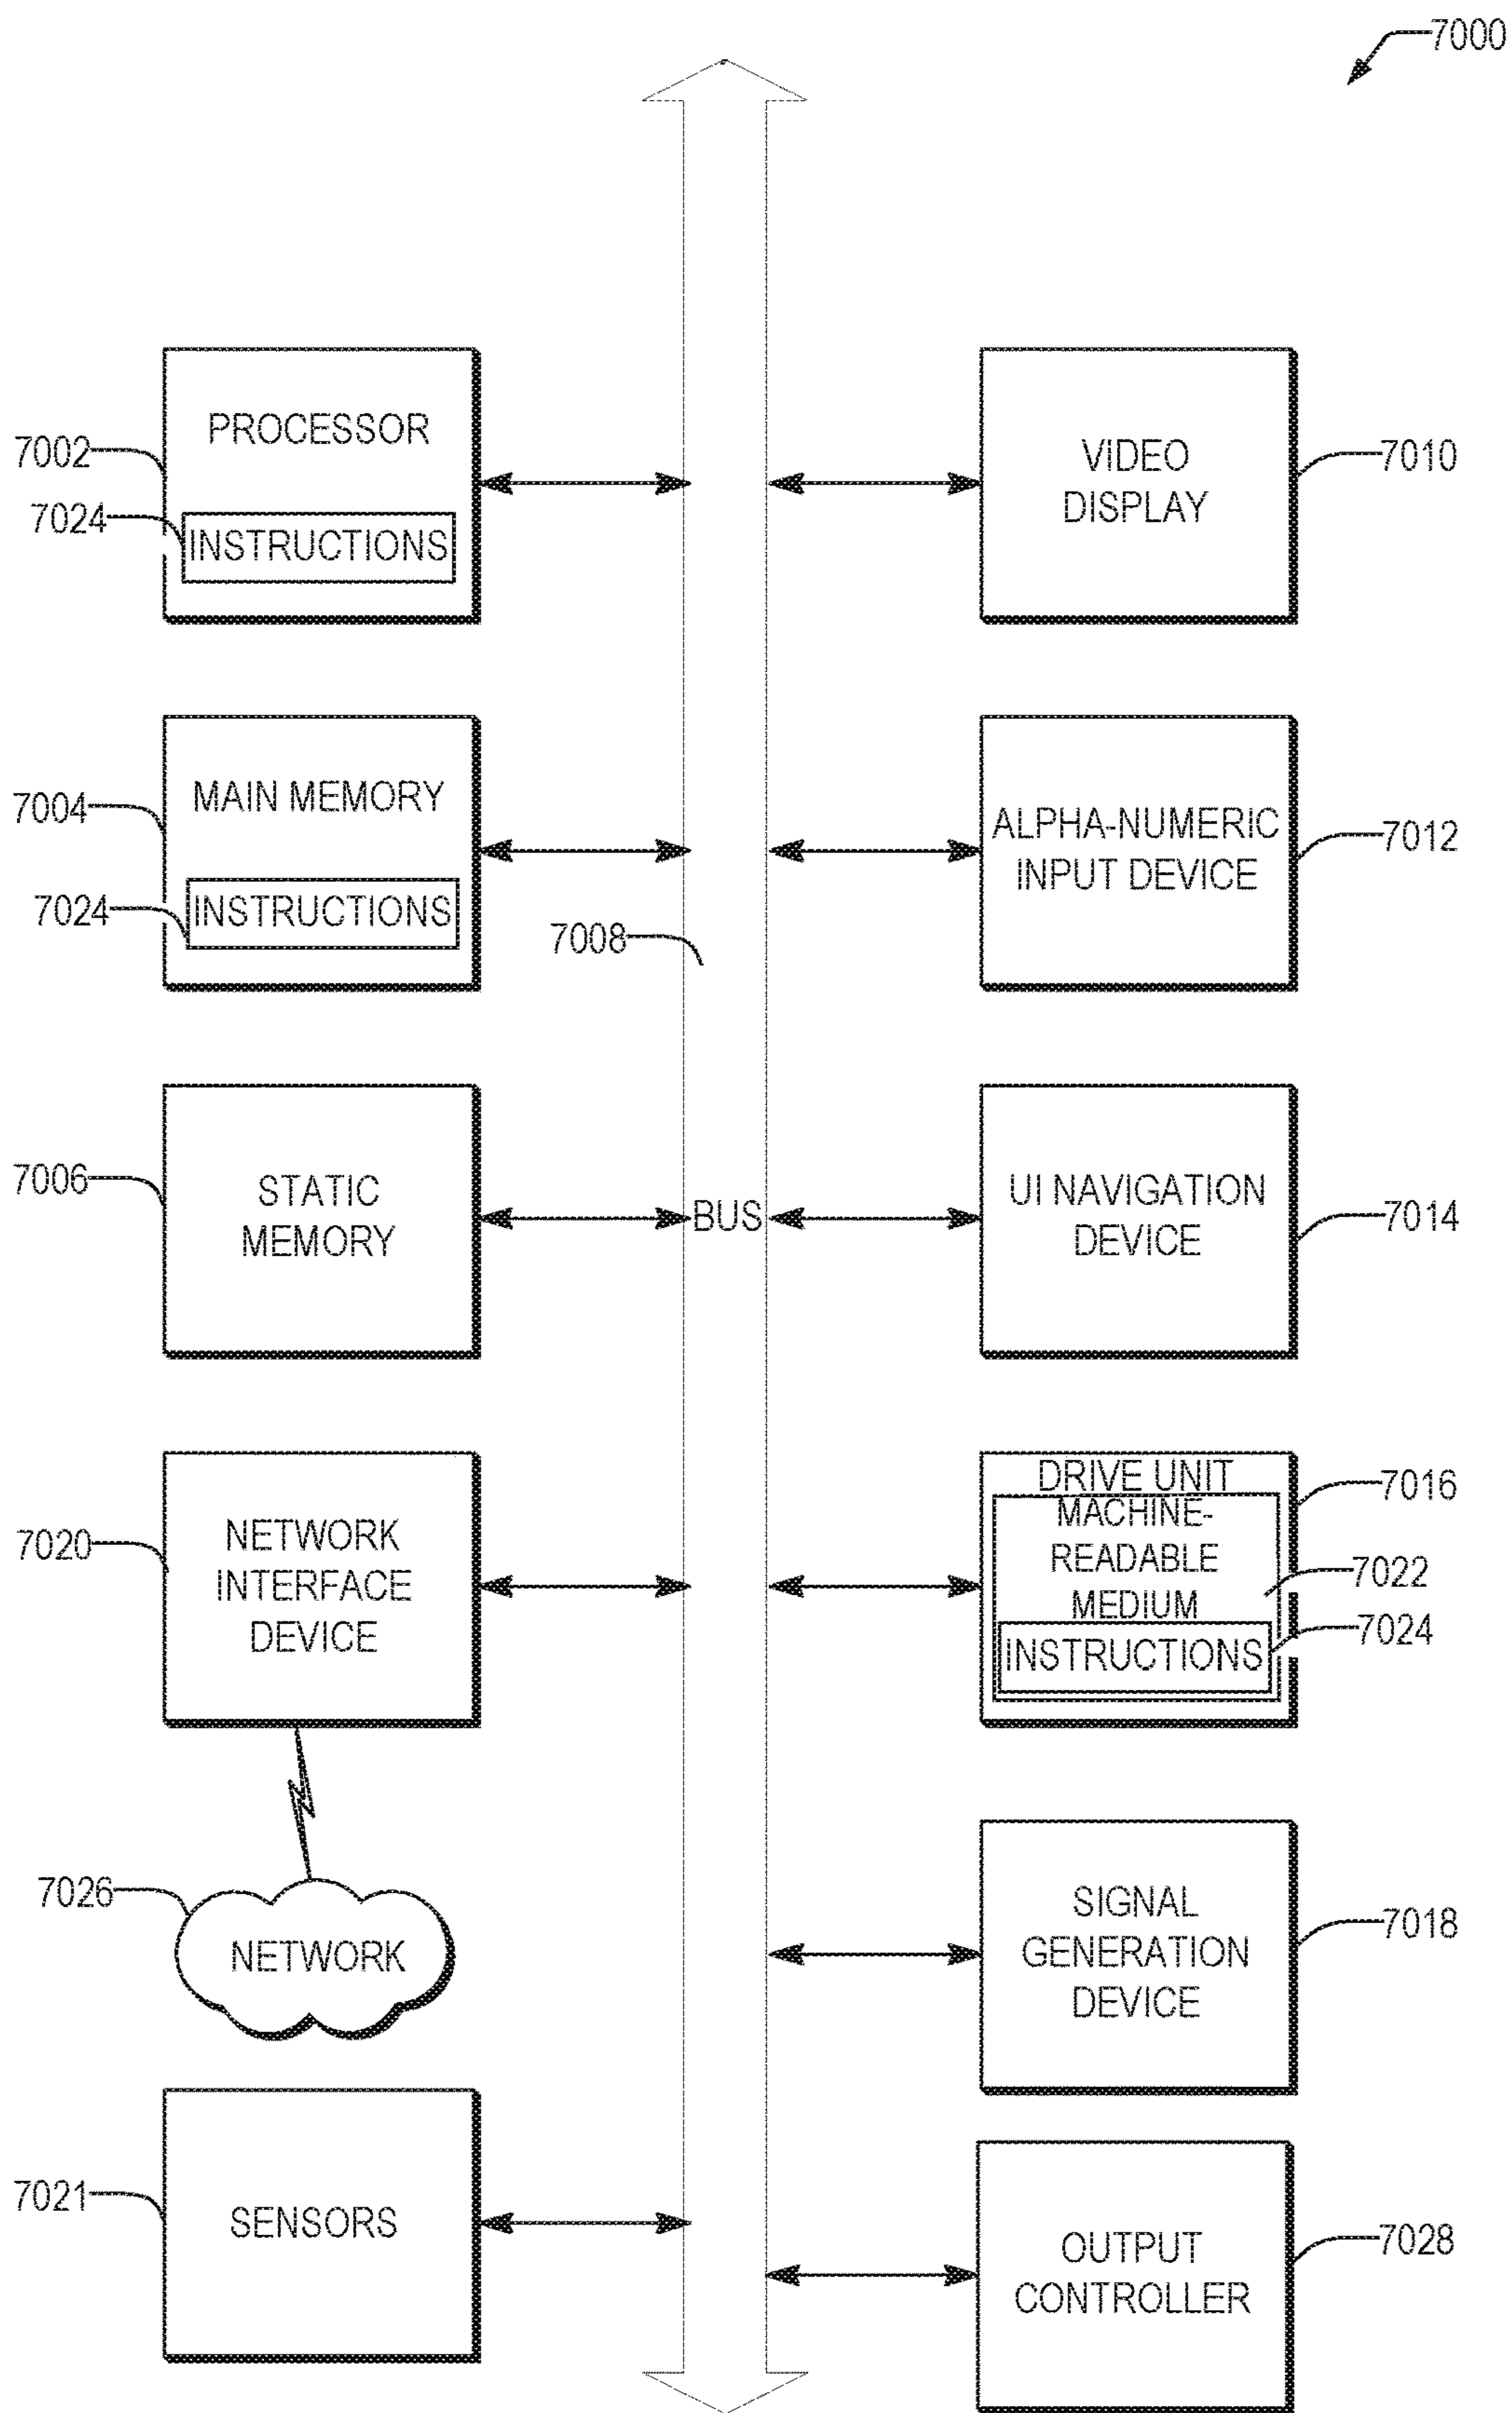 7000
PROCESSOR
7002
7024
INSTRUCTIONS
VIDEO
DISPLAY
7010
MAIN MEMORY
7004
7024
INSTRUCTIONS
7008
ALPHA-NUMERIC
INPUT DEVICE
7012
7006
STATIC
MEMORY
BUS
UI NAVIGATION
DEVICE
7014
7020
NETWORK
INTERFACE
DEVICE
DRIVE UNIT
7016
MACHINE-
READABLE
MEDIUM
7022
7024
INSTRUCTIONS
7026
NETWORK
SIGNAL
GENERATION
DEVICE
7018
7021
SENSORS
OUTPUT
CONTROLLER
7028